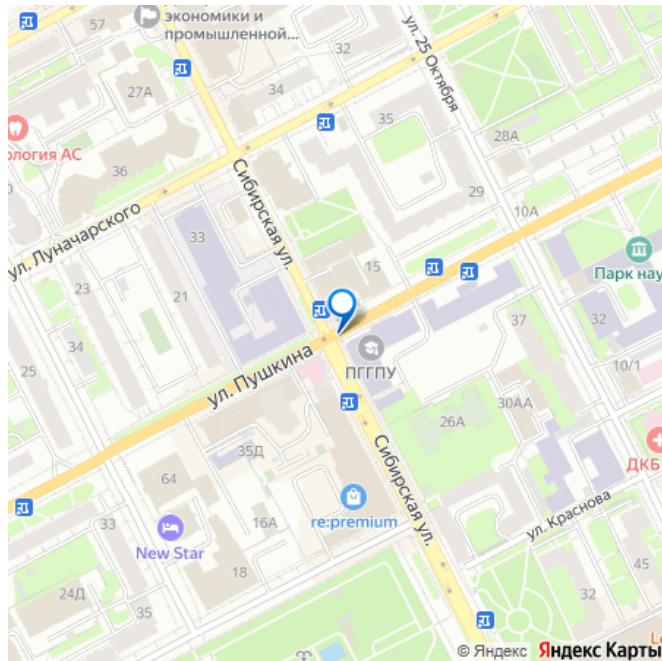 экономики и
промышленной...
57
32
ул. 25 Октября
27А
34
35
28А
ология АС
36
Сибирская ул.
29
10А
ул. Луначарского
33
15
Парк нау
23
21
37
32
ул. Пушкина
ПГГПУ
10/1
25
30АА
26А
ДКБ
35Д
Сибирская ул.
64
16А
re:premium
33
ул. Краснова
New Star
18
24Д
35
32
45
Lo
© Яндекс Яндекс Карты